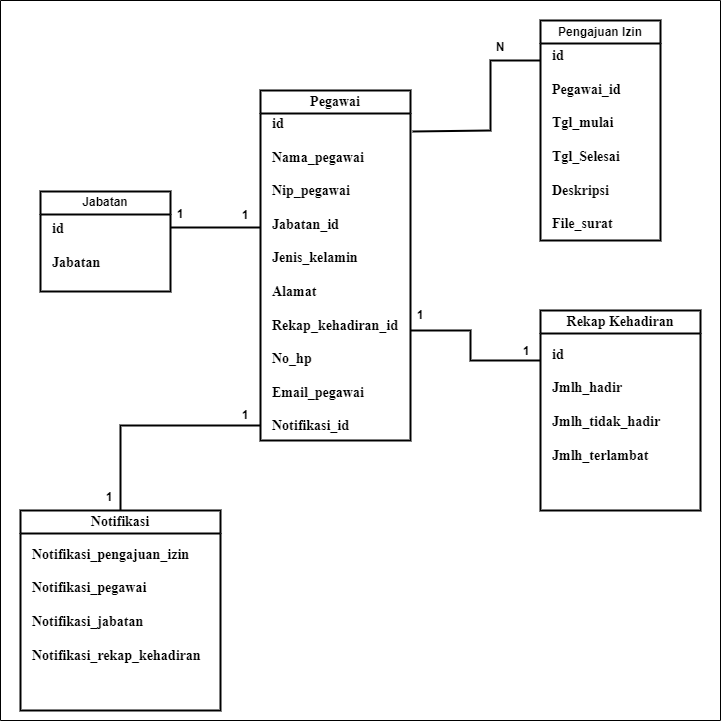 Pengajuan Izin
id
Pegawai_id
Tgl_mulai
Tgl_Selesai
Deskripsi
File_surat
N
Pegawai
id
Nama_pegawai
Nip_pegawai
Jabatan_id
Jenis_kelamin
Alamat
Rekap_kehadiran_id
No_hp
Email_pegawai
Notifikasi_id
Jabatan
id
Jabatan
1
1
1
1
Rekap Kehadiran
id
Jmlh_hadir
Jmlh_tidak_hadir
Jmlh_terlambat
1
1
Notifikasi
Notifikasi_pengajuan_izin
Notifikasi_pegawai
Notifikasi_jabatan
Notifikasi_rekap_kehadiran